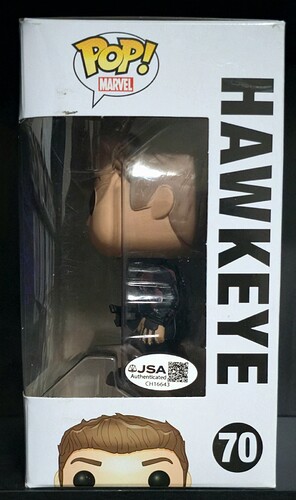 POP!
MARVEL
HAWKEYE
JSA
Authenticated
CH16643
70